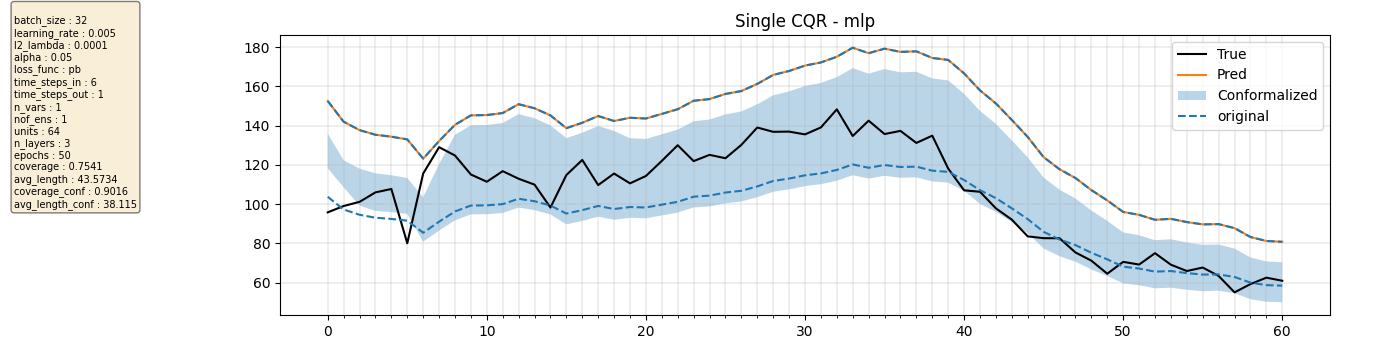 Single CQR - mlp
batch_size : 32
learning_rate : 0.005
l2_lambda : 0.0001
alpha : 0.05
loss_func : pb
time_steps_in : 6
time_steps_out : 1
n_vars : 1
nof_ens : 1
units : 64
n_layers : 3
epochs : 50
coverage : 0.7541
avg_length : 43.5734
coverage_conf : 0.9016
avg_length_conf : 38.115
180
160
140
120
100
80
60
True
Pred
Conformalized
original
0
10
20
30
40
50
60